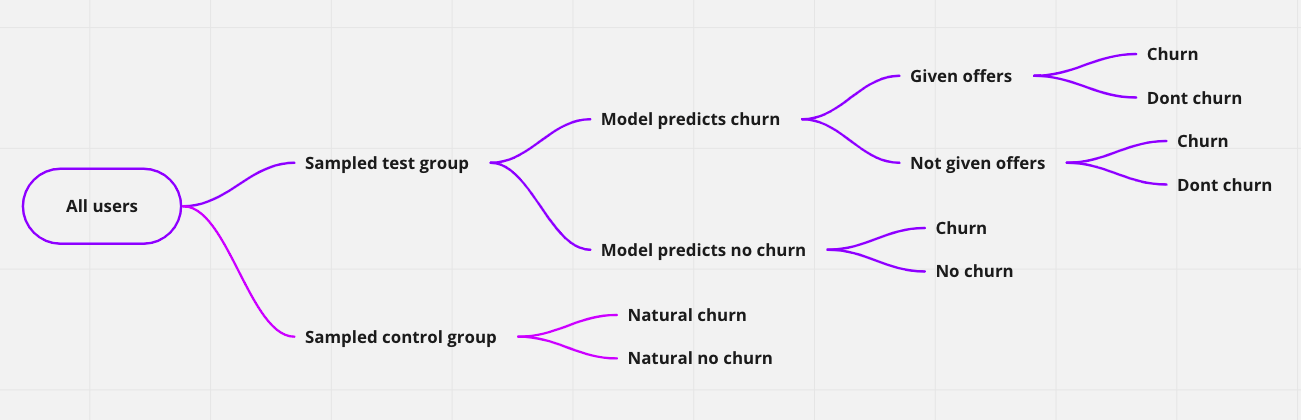 All users
Sampled test group
Model predicts churn
Given offers
Churn
Dont churn
Not given offers
Churn
Dont churn
Model predicts no churn
Churn
No churn
Sampled control group
Natural churn
Natural no churn